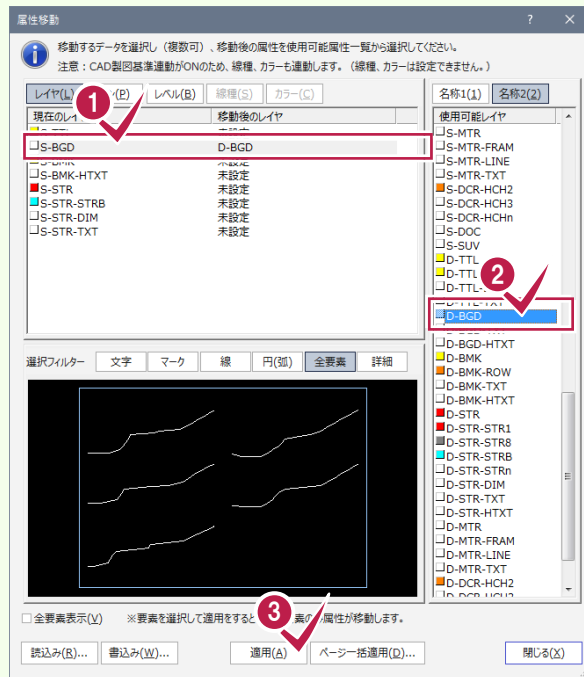 属性移動
? ×
移動するデータを選択し（複数可）、移動後の属性を使用可能属性一覧から選択してください。
注意：CAD製図基準連動がONのため、線種、カラーも連動します。（線種、カラーは設定できません。）
レイヤ(L) (P) レベル(B) 線種(S) カラー(C)
現在のレイ 移動後のレイヤ
S-BGD D-BGD
S-BMK 未設定
S-BMK-HTXT 未設定
S-STR 未設定
S-STR-STRB 未設定
S-STR-DIM 未設定
S-STR-TXT 未設定
1
名称1(1) 名称2(2)
使用可能レイヤ
S-MTR
S-MTR-FRAM
S-MTR-LINE
S-MTR-TXT
S-DCR-HCH2
S-DCR-HCH3
S-DCR-HCHn
S-DOC
S-SUV
D-TTL
D-TTL
D-TTL-
D-TTL-TXT
D-BGD
D-BGD-HTXT
D-BMK
D-BMK-ROW
D-BMK-TXT
D-BMK-HTXT
D-STR
D-STR-STR1
D-STR-STR8
D-STR-STRB
D-STR-STRn
D-STR-DIM
D-STR-TXT
D-STR-HTXT
D-MTR
D-MTR-FRAM
D-MTR-LINE
D-MTR-TXT
D-DCR-HCH2
2
選択フィルター 文字 マーク 線 円(弧) 全要素 詳細
全要素表示(V) ※要素を選択して適用をすると 素の 属性が移動します。
3
読込み(R)... 書込み(W)... 適用(A) ページ一括適用(D)... 閉じる(X)